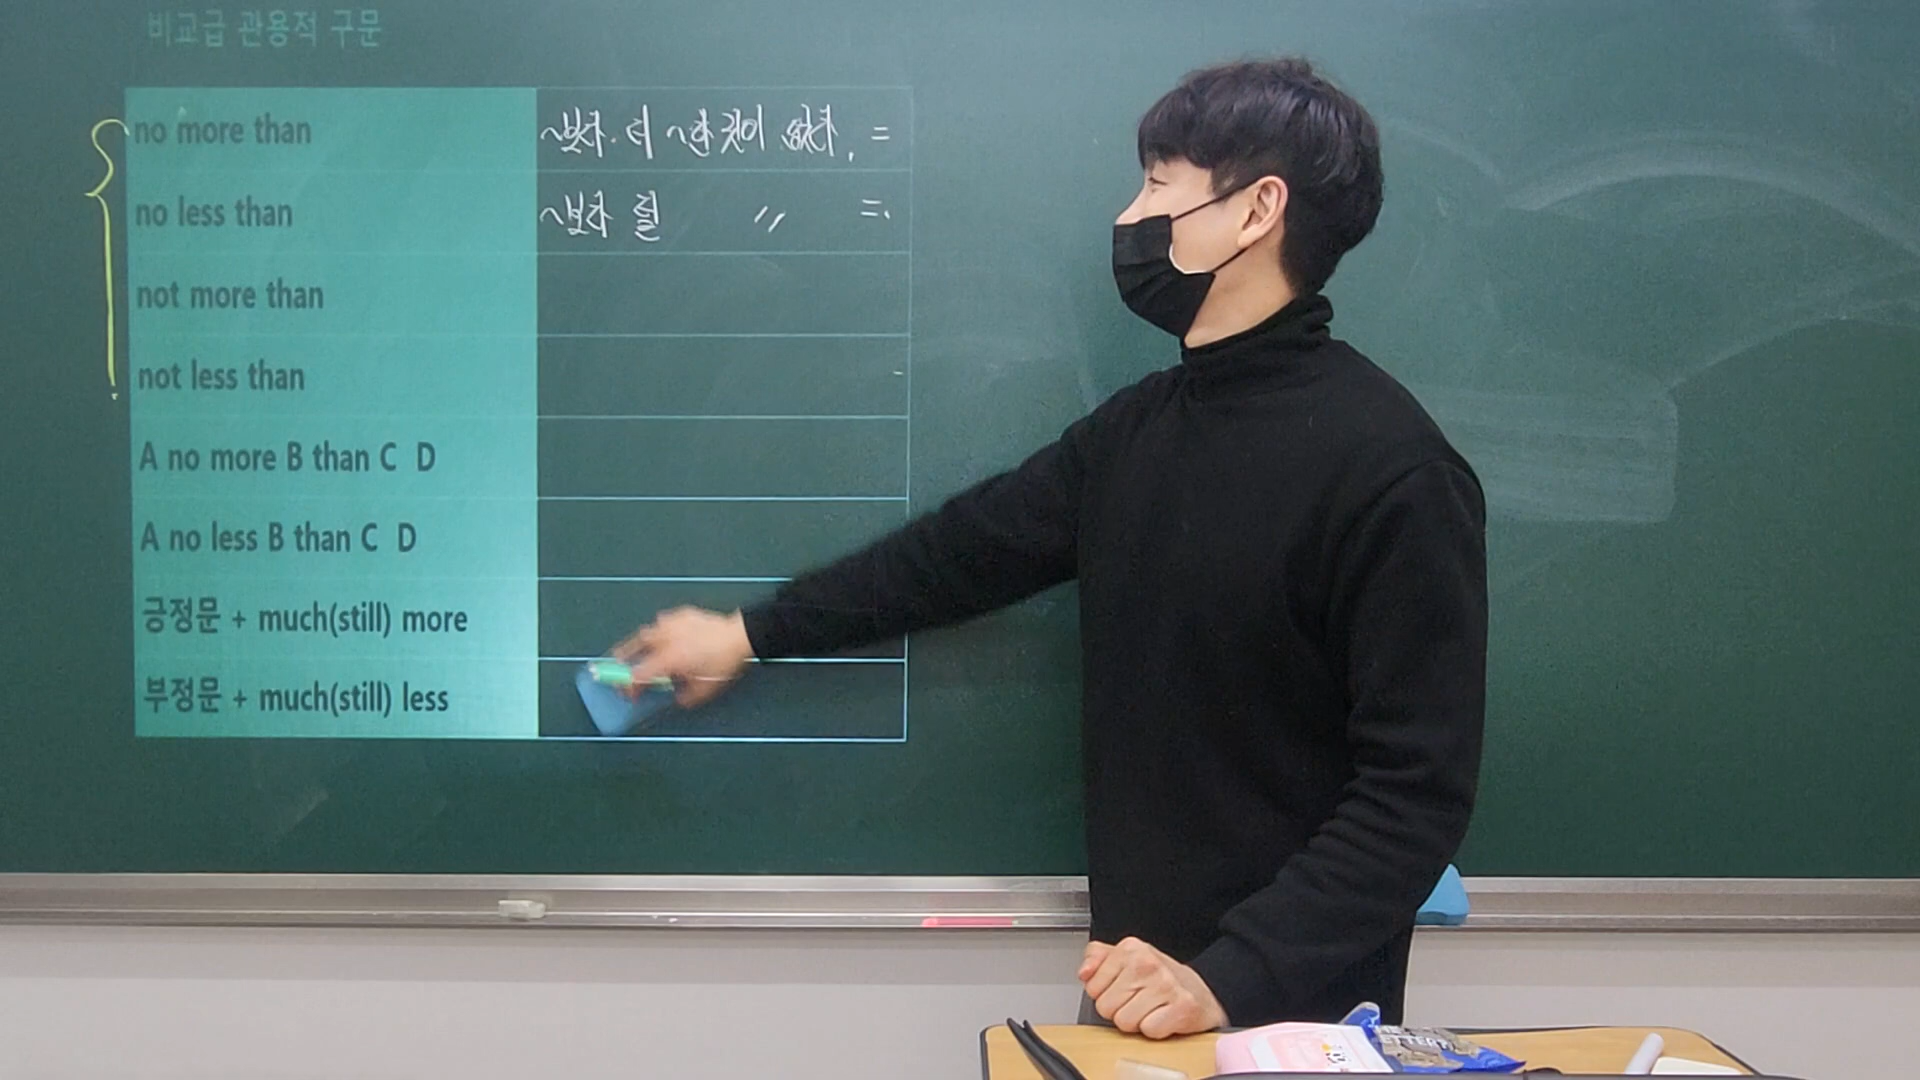 비교급 관용적 구문
no more than
~보다. 더 ~한 것이 없다. =
no less than
~보다 덜 〃 =.
not more than
not less than
A no more B than C D
A no less B than C D
긍정문 + much(still) more
부정문 + much(still) less